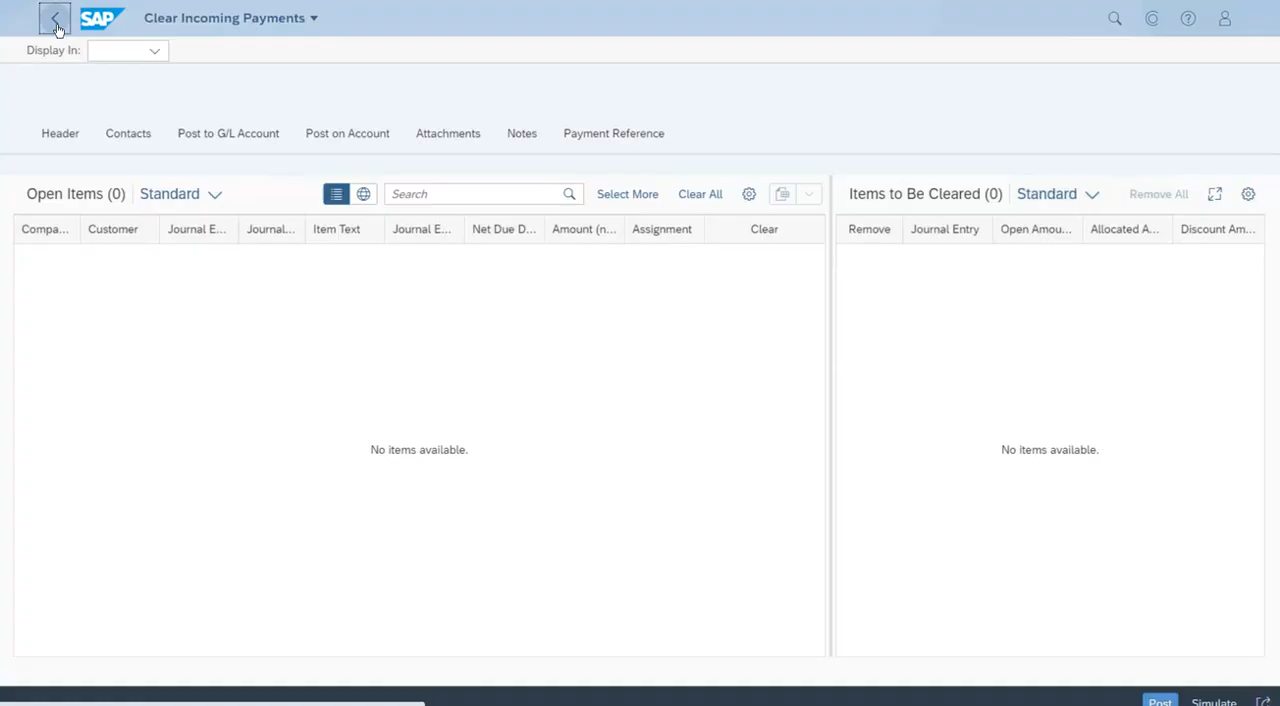 SAP Clear Incoming Payments
Display In:
Header Contacts Post to G/L Account Post on Account Attachments Notes Payment Reference
Open Items (0) Standard Search Select More Clear All Items to Be Cleared (0) Standard Remove All
Compa... Customer Journal E... Journal... Item Text Journal E... Net Due D... Amount (n... Assignment Clear Remove Journal Entry Open Amou... Allocated A... Discount Am...
No items available. No items available.
Post Simulate